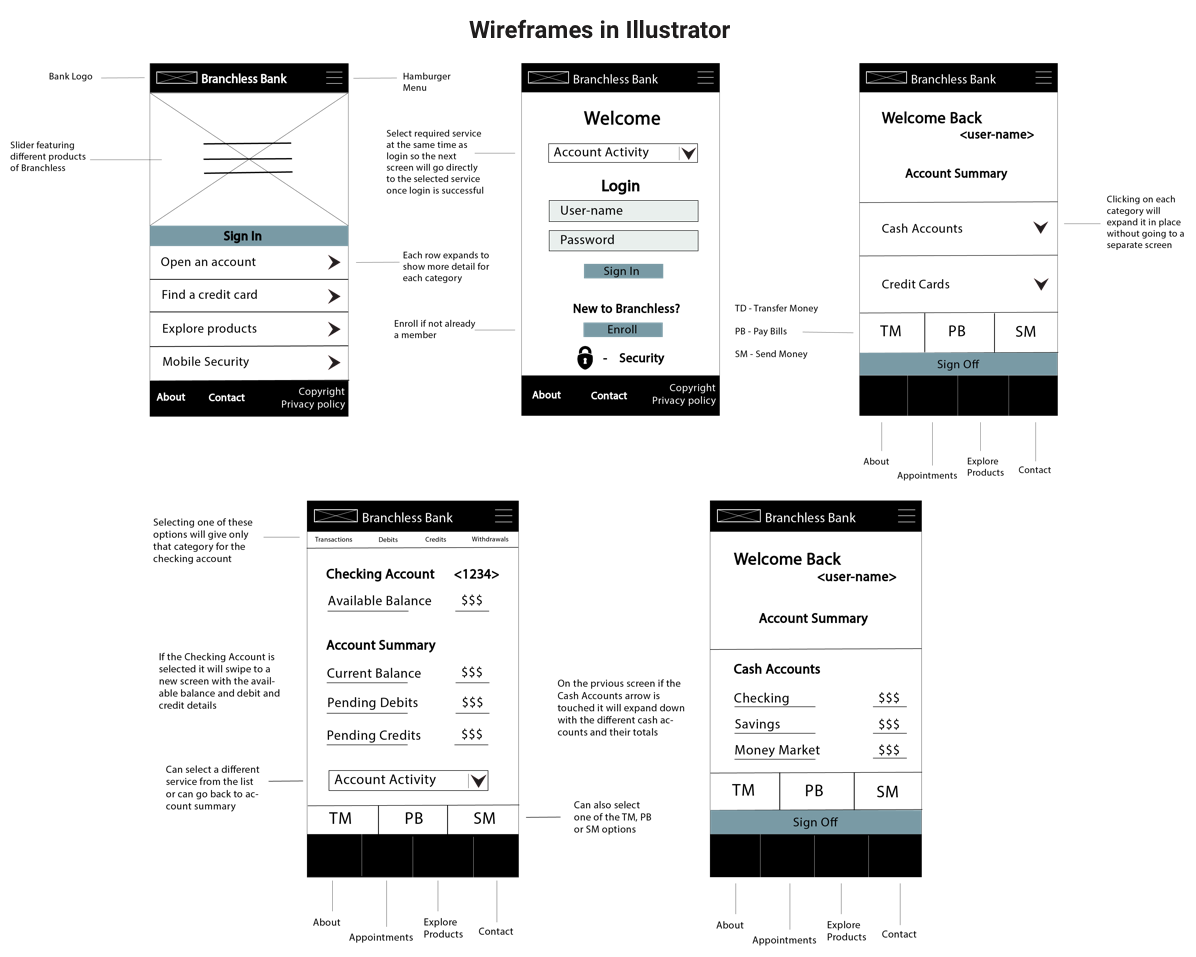 Wireframes in Illustrator
Bank Logo
Branchless Bank
Hamburger
Menu
Slider featuring
different products
of Branchless
Sign In
Open an account
Find a credit card
Explore products
Mobile Security
Each row expands to
show more detail for
each category
About
Contact
Copyright
Privacy policy
Branchless Bank
Welcome
Select required service
at the same time as
login so the next
screen will go directly
to the selected service
once login is successful
Account Activity
Login
User-name
Password
Sign In
New to Branchless?
Enroll if not already
a member
Enroll
- Security
About
Contact
Copyright
Privacy policy
Branchless Bank
Welcome Back
<user-name>
Account Summary
Cash Accounts
Credit Cards
Clicking on each
category will
expand it in place
without going to a
separate screen
TD - Transfer Money
PB - Pay Bills
SM - Send Money
TM
PB
SM
Sign Off
About
Appointments
Explore
Products
Contact
Branchless Bank
Selecting one of these
options will give only
that category for the
checking account
Transactions
Debits
Credits
Withdrawals
Checking Account <1234>
Available Balance $$$
Account Summary
Current Balance $$$
Pending Debits $$$
Pending Credits $$$
If the Checking Account is
selected it will swipe to a
new screen with the avail-
able balance and debit and
credit details
Account Activity
Can select a different
service from the list
or can go back to ac-
count summary
TM
PB
SM
Can also select
one of the TM, PB
or SM options
About
Appointments
Explore
Products
Contact
Branchless Bank
Welcome Back
<user-name>
Account Summary
On the prvious screen if the
Cash Accounts arrow is
touched it will expand down
with the different cash ac-
counts and their totals
Cash Accounts
Checking $$$
Savings $$$
Money Market $$$
TM
PB
SM
Sign Off
About
Appointments
Explore
Products
Contact